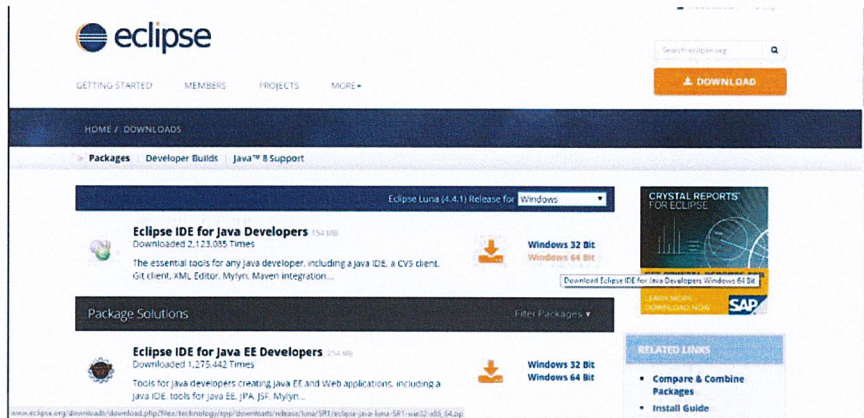 eclipse
Search eclipse.org
GETTING STARTED MEMBERS PROJECTS MORE
DOWNLOAD
HOME / DOWNLOADS
Packages Developer Builds Java™ 8 Support
Eclipse Luna (4.4.1) Release for Windows
CRYSTAL REPORTS®
FOR ECLIPSE
Eclipse IDE for Java Developers 154 MB
Downloaded 2,123,085 Times
The essential tools for any Java developer, including a Java IDE, a CVS client,
Git client, XML Editor, Mylyn, Maven integration...
Windows 32 Bit
Windows 64 Bit
Download Eclipse IDE for Java Developers Windows 64 Bit
LEARN MORE
DOWNLOAD NOW
SAP
Package Solutions Filter Packages
Eclipse IDE for Java EE Developers 254 MB
Downloaded 1,275,442 Times
Tools for Java developers creating Java EE and Web applications, including a
Java IDE, tools for Java EE, JPA, JSF, Mylyn...
Windows 32 Bit
Windows 64 Bit
RELATED LINKS
Compare & Combine
Packages
Install Guide
www.eclipse.org/downloads/download.php?file=/technology/epp/downloads/release/luna/SR1/eclipse-java-luna-SR1-win32-x86_64.zip